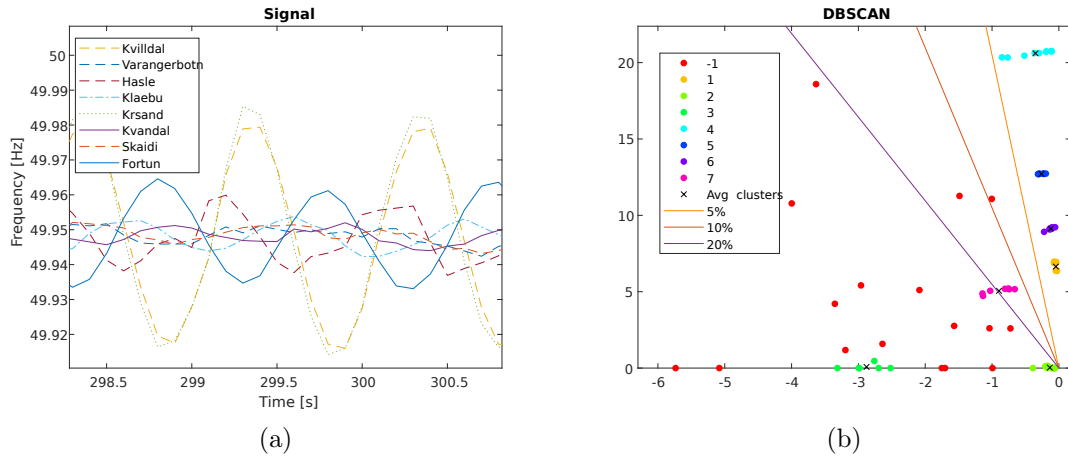 Signal
Frequency [Hz]
50
49.99
49.98
49.96
49.95
49.94
49.93
49.92
Kvilldal
Varangerbotn
Hasle
Klaebu
Krsand
Kvandal
Skaidi
Fortun
298.5
299
299.5
300
300.5
Time [s]
(a)
DBSCAN
20
15
10
5
0
-1
1
2
3
4
5
6
7
Avg clusters
5%
10%
20%
-6
-5
-4
-3
-2
-1
0
(b)